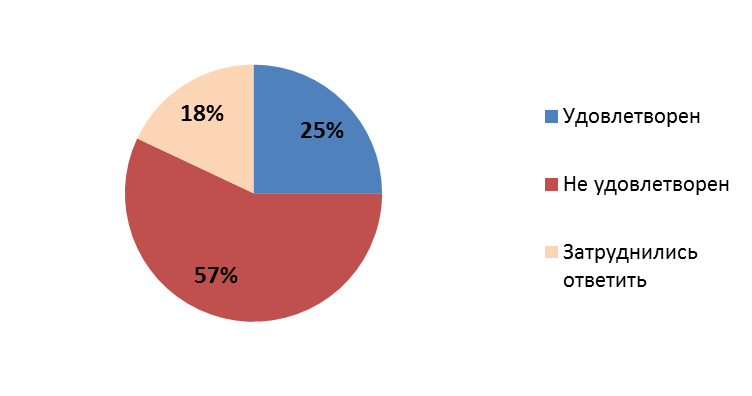 18%
25%
57%
Удовлетворен
Не удовлетворен
Затруднились
ответить